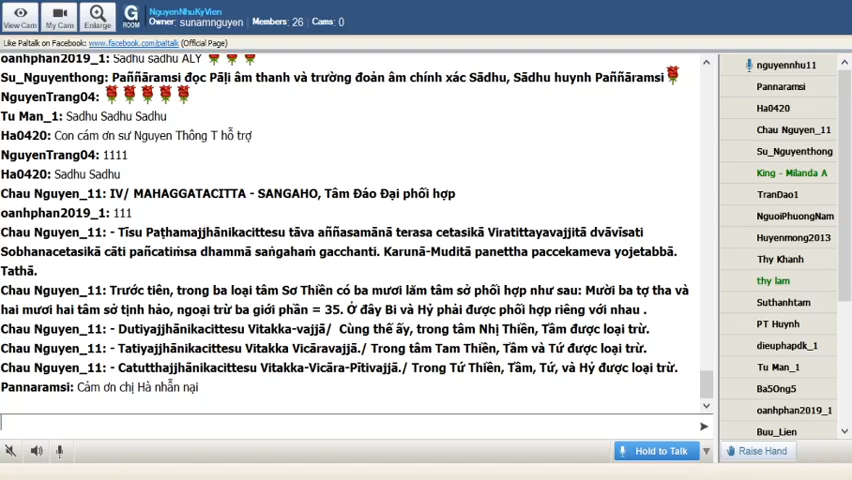 NguyenNhuKyVien
View Cam
My Cam
Enlarge
G
ROOM
Owner: sunamnguyen
Members: 26
Cams: 0
Like Paltalk on Facebook: www.facebook.com/paltalk (Official Page)
oanhphan2019_1: Sadhu sadhu ALY
Su_Nguyenthong: Paññāramsi đọc Pāḷi âm thanh và trường đoản âm chính xác Sādhu, Sādhu huynh Paññāramsi
NguyenTrang04:
Tu Man_1: Sadhu Sadhu Sadhu
Ha0420: Con cám ơn sư Nguyen Thông T hỗ trợ
NguyenTrang04: 1111
Ha0420: Sadhu Sadhu
Chau Nguyen_11: IV/ MAHAGGATACITTA - SANGAHO, Tâm Đáo Đại phối hợp
oanhphan2019_1: 111
Chau Nguyen_11: - Tīsu Paṭhamajjhānikacittesu tāva aññasamānā terasa cetasikā Viratittayavajjitā dvāvīsati
Sobhanacetasikā cāti pañcatiṃsa dhammā saṅgahaṃ gacchanti. Karunā-Muditā panettha paccekameva yojetabbā.
Tathā.
Chau Nguyen_11: Trước tiên, trong ba loại tâm Sơ Thiền có ba mươi lăm tâm sở phối hợp như sau: Mười ba tợ tha và
hai mươi hai tâm sở tịnh hảo, ngoại trừ ba giới phần = 35. Ở đây Bi và Hỷ phải được phối hợp riêng với nhau .
Chau Nguyen_11: - Dutiyajjhānikacittesu Vitakka-vajjā/ Cùng thế ấy, trong tâm Nhị Thiền, Tầm được loại trừ.
Chau Nguyen_11: - Tatiyajjhānikacittesu Vitakka Vicāravajjā./ Trong tâm Tam Thiền, Tầm và Tứ được loại trừ.
Chau Nguyen_11: - Catutthajjhānikacittesu Vitakka-Vicāra-Pītivajjā./ Trong Tứ Thiền, Tầm, Tứ, và Hỷ được loại trừ.
Pannaramsi: Cảm ơn chị Hà nhẫn nại
Hold to Talk
nguyennhu11
Pannaramsi
Ha0420
Chau Nguyen_11
Su_Nguyenthong
King - Milanda A
TranDao1
NguoiPhuongNam
Huyenmong2013
Thy Khanh
thy lam
Suthanhtam
PT Huynh
dieuphapdk_1
Tu Man_1
Ba5Ong5
oanhphan2019_1
Buu_Lien
Raise Hand